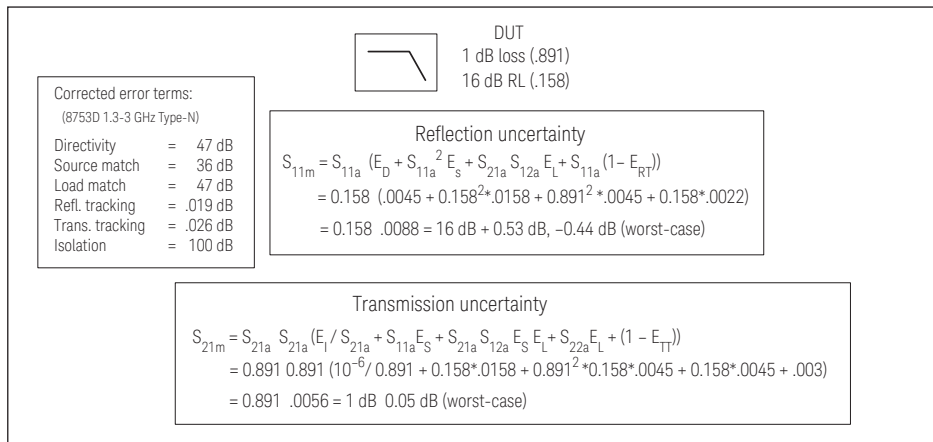 DUT
1 dB loss (.891)
16 dB RL (.158)
Corrected error terms:
(8753D 1.3-3 GHz Type-N)
Directivity = 47 dB
Source match = 36 dB
Load match = 47 dB
Refl. tracking = .019 dB
Trans. tracking = .026 dB
Isolation = 100 dB
Reflection uncertainty
S11m = S11a (ED + S11a² Es + S21a S12a EL + S11a (1– ERT))
= 0.158 (.0045 + 0.158²*.0158 + 0.891² *.0045 + 0.158*.0022)
= 0.158 .0088 = 16 dB + 0.53 dB, –0.44 dB (worst-case)
Transmission uncertainty
S21m = S21a S21a (EI / S21a + S11a ES + S21a S12a ES EL + S22a EL + (1 – ETT))
= 0.891 0.891 (10⁻⁶/ 0.891 + 0.158*.0158 + 0.891² *0.158*.0045 + 0.158*.0045 + .003)
= 0.891 .0056 = 1 dB 0.05 dB (worst-case)